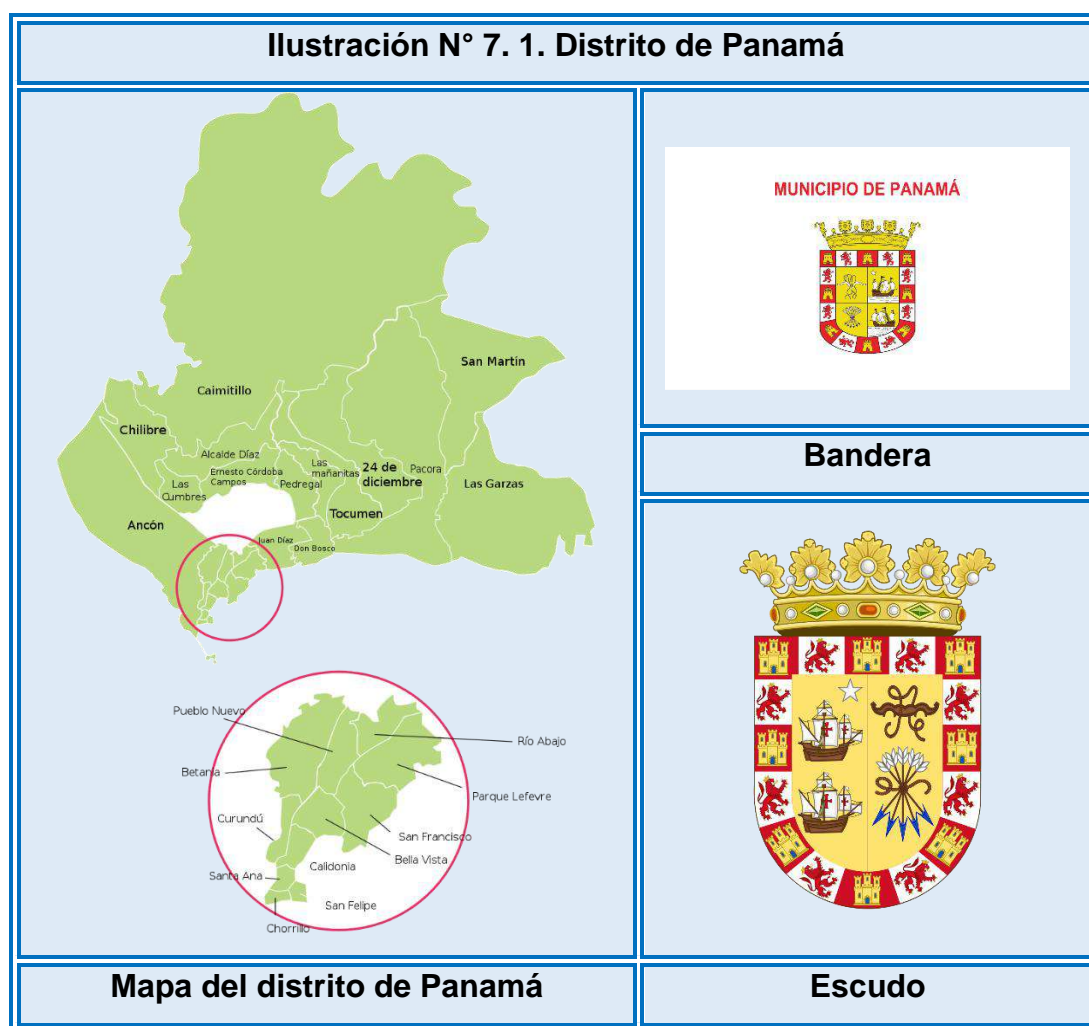 Ilustración N° 7. 1. Distrito de Panamá
MUNICIPIO DE PANAMÁ
Bandera
San Martín
Caimitillo
Chilibre
Alcalde Díaz
Las
mañanitas
24 de
diciembre
Pacora
Ernesto Córdoba
Campos
Pedregal
Las
Cumbres
Las Garzas
Tocumen
Ancón
Juan Díaz
Don Bosco
Pueblo Nuevo
Río Abajo
Betania
Parque Lefevre
Curundú
San Francisco
Bella Vista
Calidonia
Santa Ana
San Felipe
Chorrillo
Mapa del distrito de Panamá
Escudo